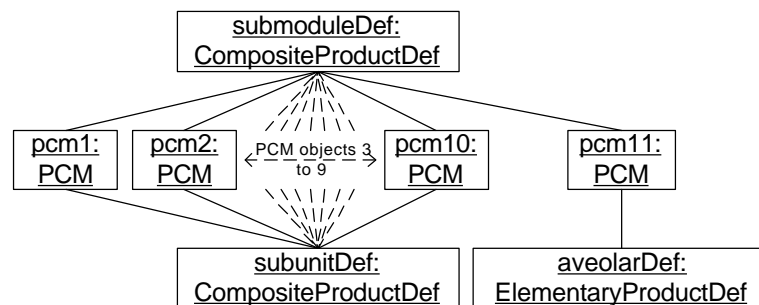 submoduleDef:
CompositeProductDef
pcm1:
PCM
pcm2:
PCM
PCM objects 3
to 9
pcm10:
PCM
pcm11:
PCM
subunitDef:
CompositeProductDef
aveolarDef:
ElementaryProductDef